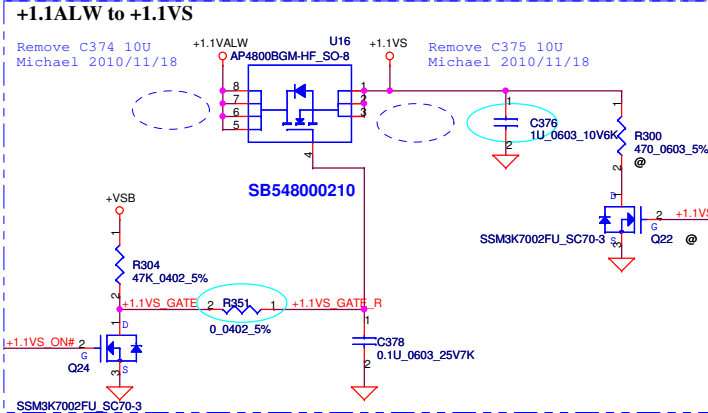 +1.1ALW to +1.1VS
Remove C374 10U
Michael 2010/11/18
+1.1VALW
U16
AP4800BGM-HF_SO-8
+1.1VS
Remove C375 10U
Michael 2010/11/18
8
7
6
5
1
2
3
4
SB548000210
1
C376
1U_0603_10V6K
2
1
R300
470_0603_5%
@
2
1
D
2
G
S
3
+1.1VS
SSM3K7002FU_SC70-3
Q22
@
+VSB
1
R304
47K_0402_5%
2
+1.1VS_GATE
2
R351
1
+1.1VS_GATE_R
0_0402_5%
1
C378
0.1U_0603_25V7K
2
+1.1VS_ON#
2
G
1
D
S
3
Q24
SSM3K7002FU_SC70-3